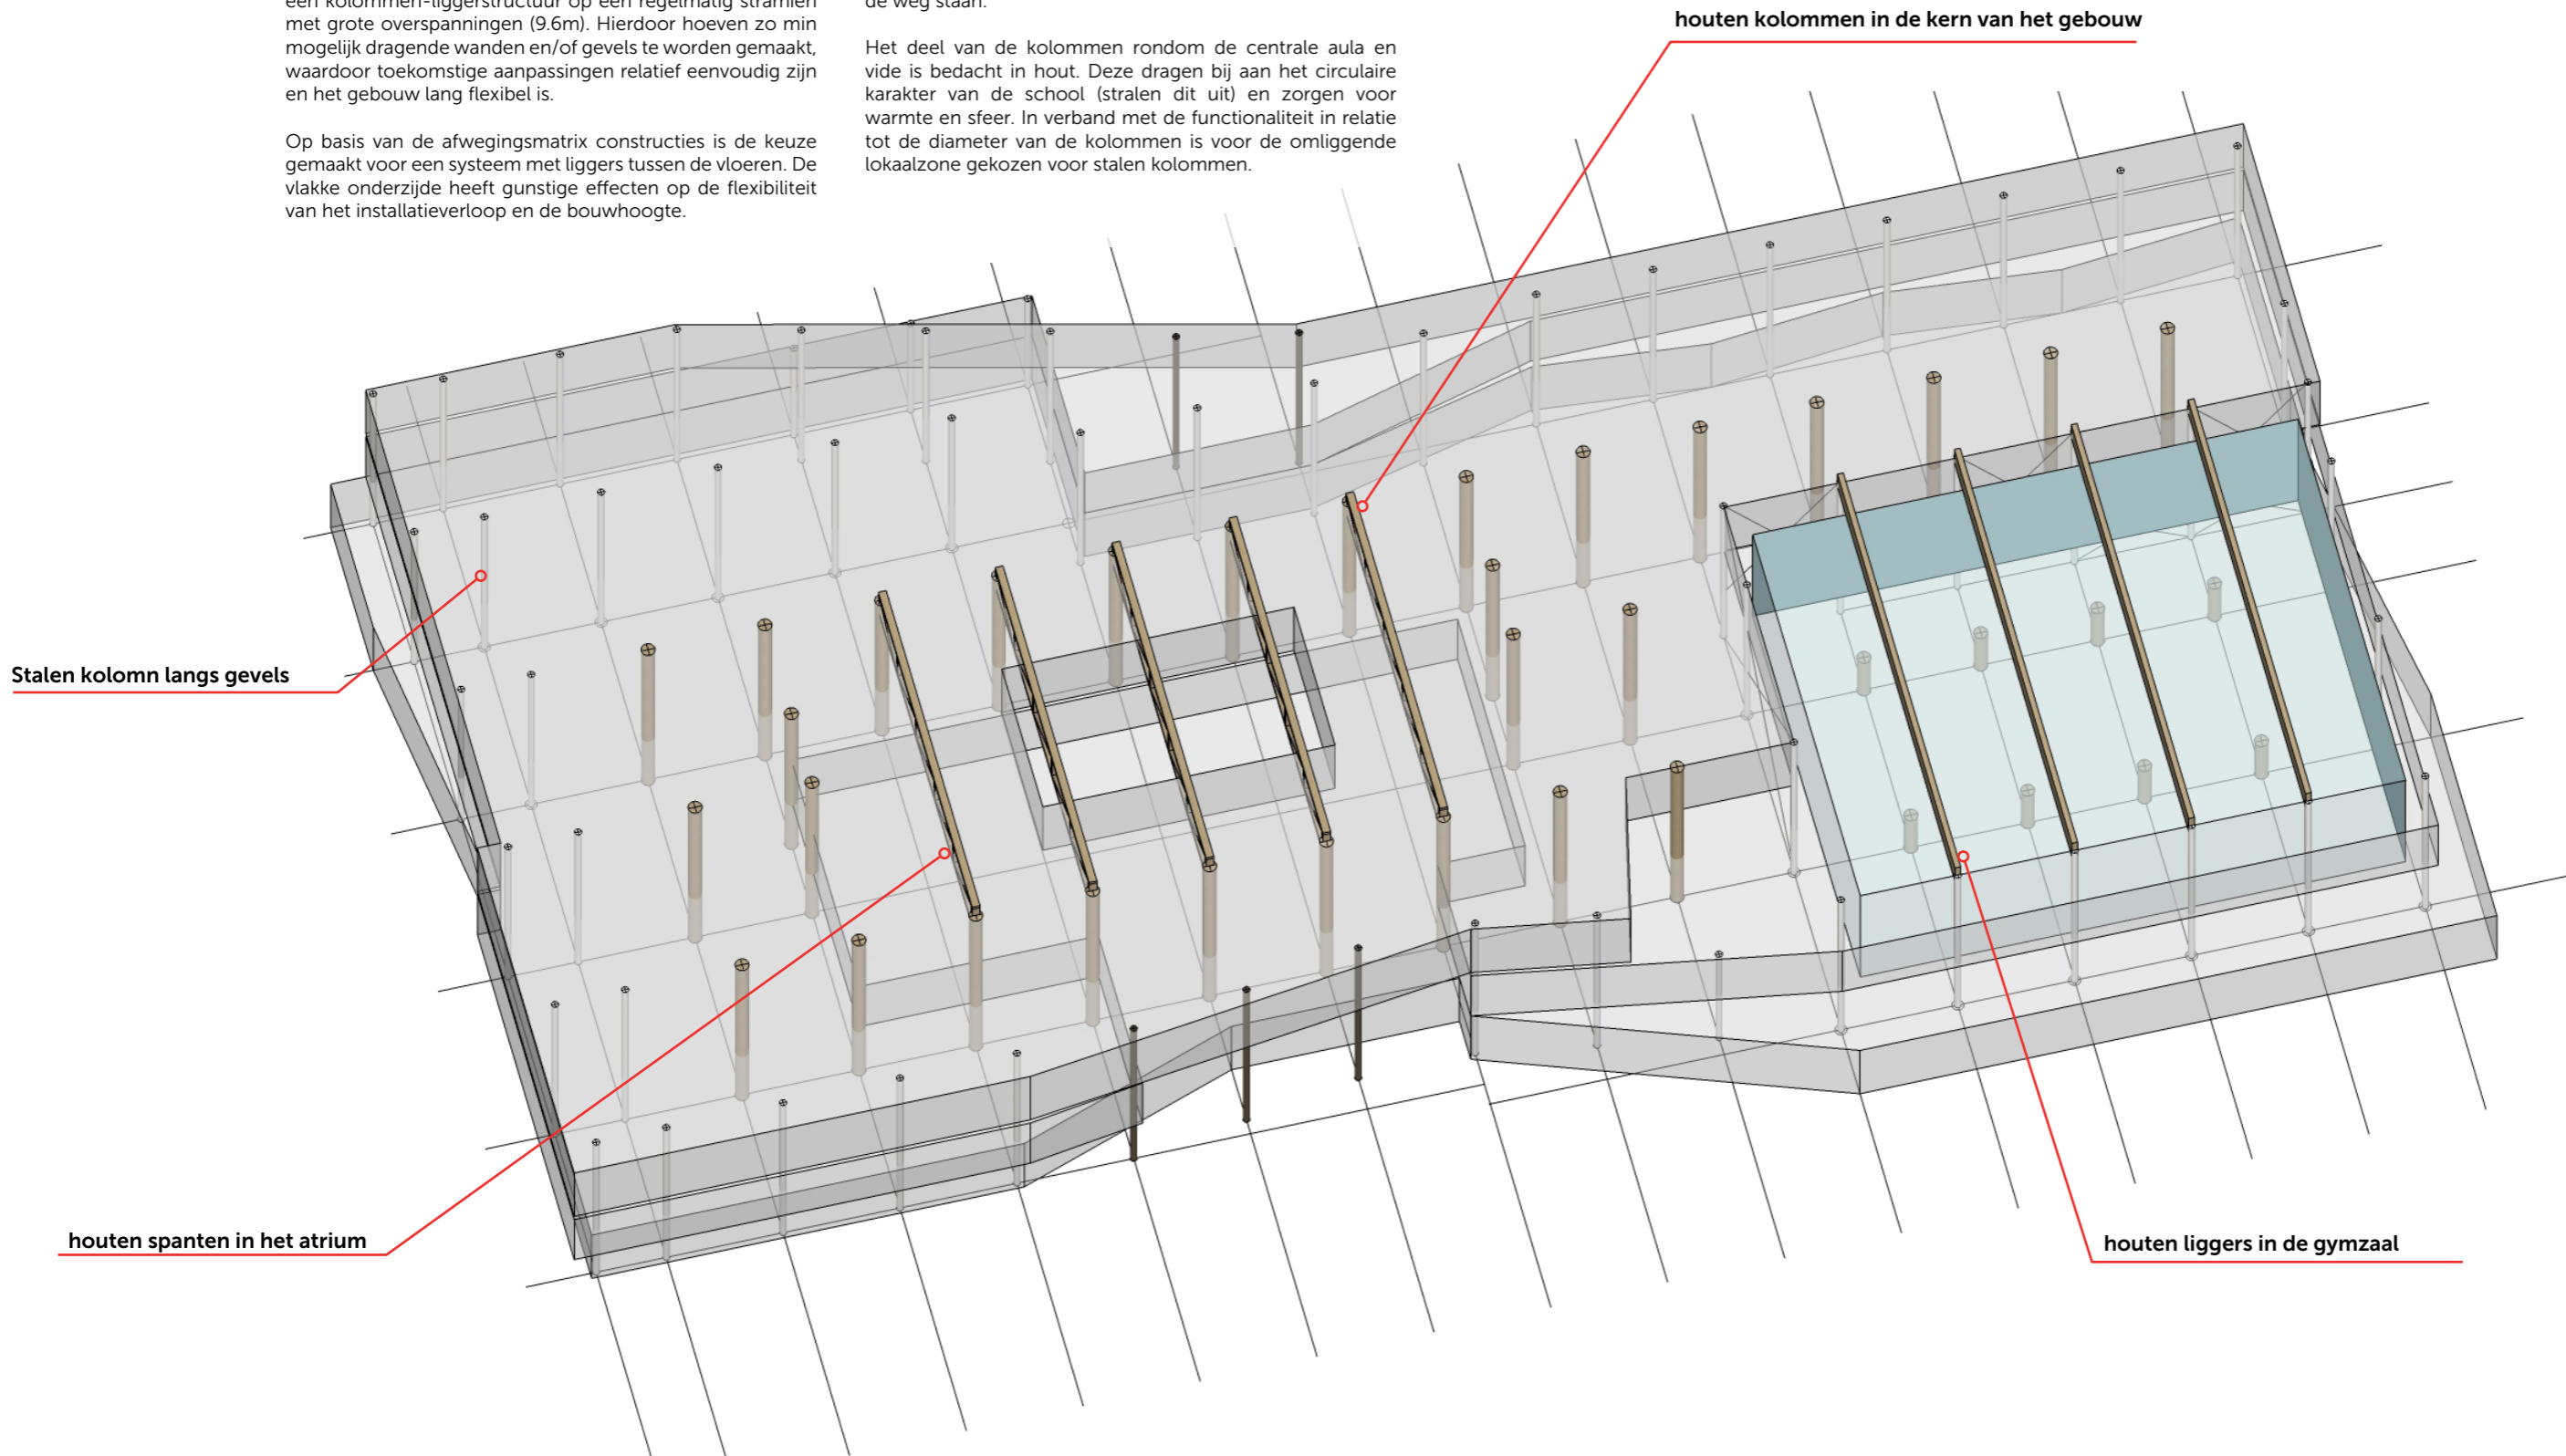 een kolommen-liggerstructuur op een regelmatig stramien
met grote overspanningen (9.6m). Hierdoor hoeven zo min
mogelijk dragende wanden en/of gevels te worden gemaakt,
waardoor toekomstige aanpassingen relatief eenvoudig zijn
en het gebouw lang flexibel is.
Op basis van de afwegingsmatrix constructies is de keuze
gemaakt voor een systeem met liggers tussen de vloeren. De
vlakke onderzijde heeft gunstige effecten op de flexibiliteit
van het installatieverloop en de bouwhoogte.
de weg staan.
Het deel van de kolommen rondom de centrale aula en
vide is bedacht in hout. Deze dragen bij aan het circulaire
karakter van de school (stralen dit uit) en zorgen voor
warmte en sfeer. In verband met de functionaliteit in relatie
tot de diameter van de kolommen is voor de omliggende
lokaalzone gekozen voor stalen kolommen.
houten kolommen in de kern van het gebouw
Stalen kolomn langs gevels
houten spanten in het atrium
houten liggers in de gymzaal